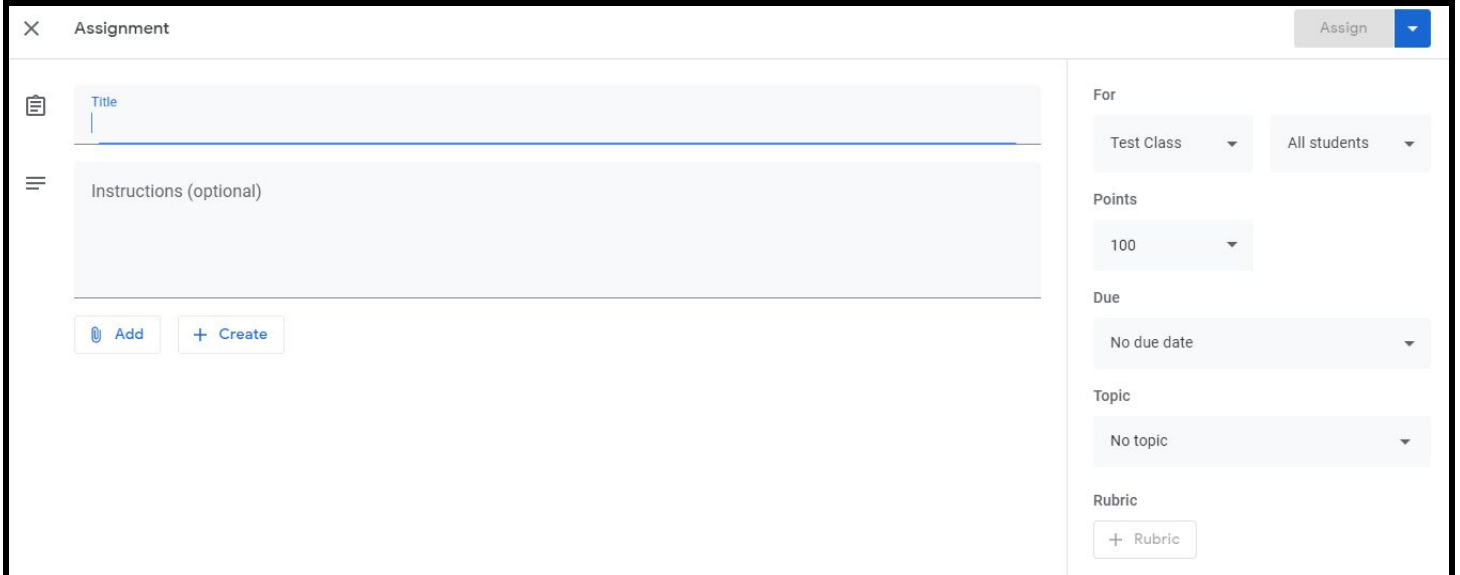 Assignment
Assign
Title
Instructions (optional)
Add
+ Create
For
Test Class
All students
Points
100
Due
No due date
Topic
No topic
Rubric
+ Rubric